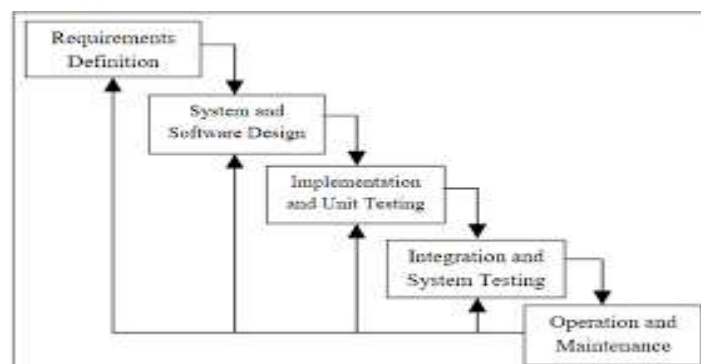 Requirements
Definition
System and
Software Design
Implementation
and Unit Testing
Integration and
System Testing
Operation and
Maintenance